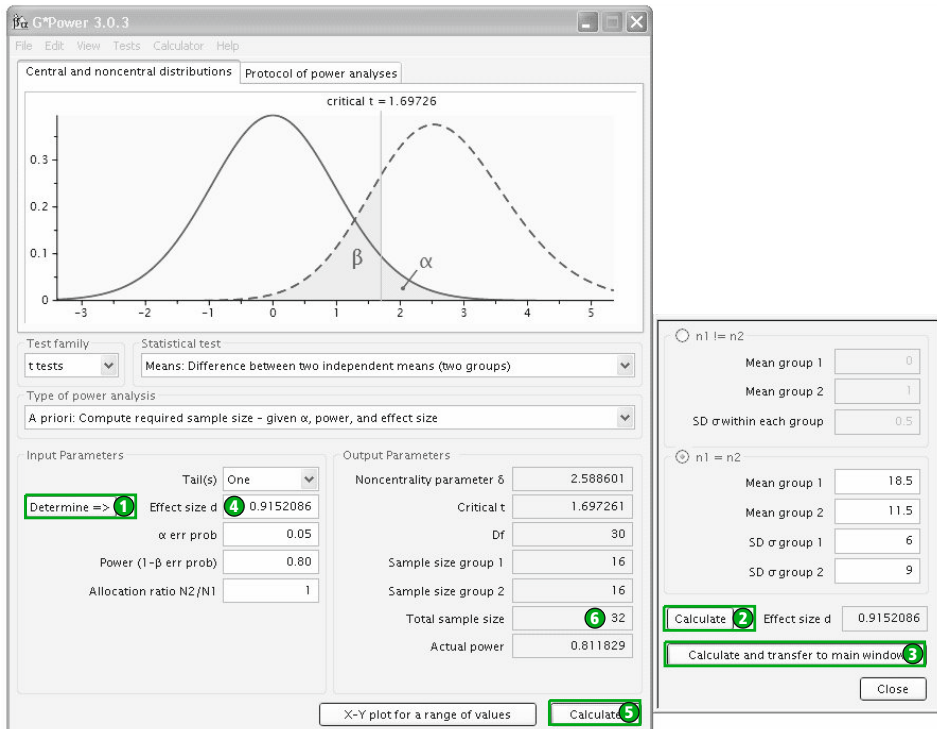 βα G*Power 3.0.3
File Edit View Tests Calculator Help
Central and noncentral distributions Protocol of power analyses
critical t = 1.69726
0.3
0.2
0.1
0
β
α
-3 -2 -1 0 1 2 3 4 5
Test family
t tests
Statistical test
Means: Difference between two independent means (two groups)
Type of power analysis
A priori: Compute required sample size – given α, power, and effect size
Input Parameters
Tail(s) One
Determine => 1 Effect size d 4 0.9152086
α err prob 0.05
Power (1-β err prob) 0.80
Allocation ratio N2/N1 1
Output Parameters
Noncentrality parameter δ 2.588601
Critical t 1.697261
Df 30
Sample size group 1 16
Sample size group 2 16
Total sample size 6 32
Actual power 0.811829
X-Y plot for a range of values Calculate 5
n1 != n2
Mean group 1 0
Mean group 2 1
SD σ within each group 0.5
n1 = n2
Mean group 1 18.5
Mean group 2 11.5
SD σ group 1 6
SD σ group 2 9
Calculate 2 Effect size d 0.9152086
Calculate and transfer to main window 3
Close